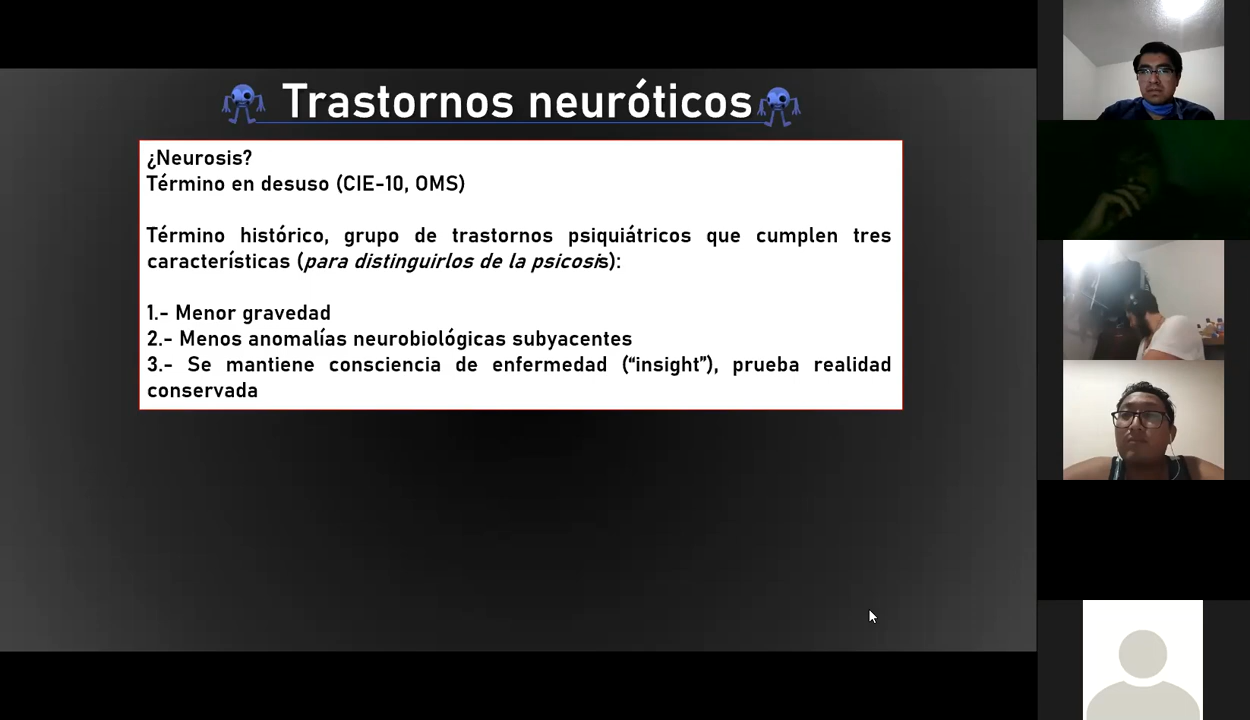 Trastornos neuróticos
¿Neurosis?
Término en desuso (CIE-10, OMS)
Término histórico, grupo de trastornos psiquiátricos que cumplen tres
características (para distinguirlos de la psicosis):
1.- Menor gravedad
2.- Menos anomalías neurobiológicas subyacentes
3.- Se mantiene consciencia de enfermedad (“insight”), prueba realidad
conservada